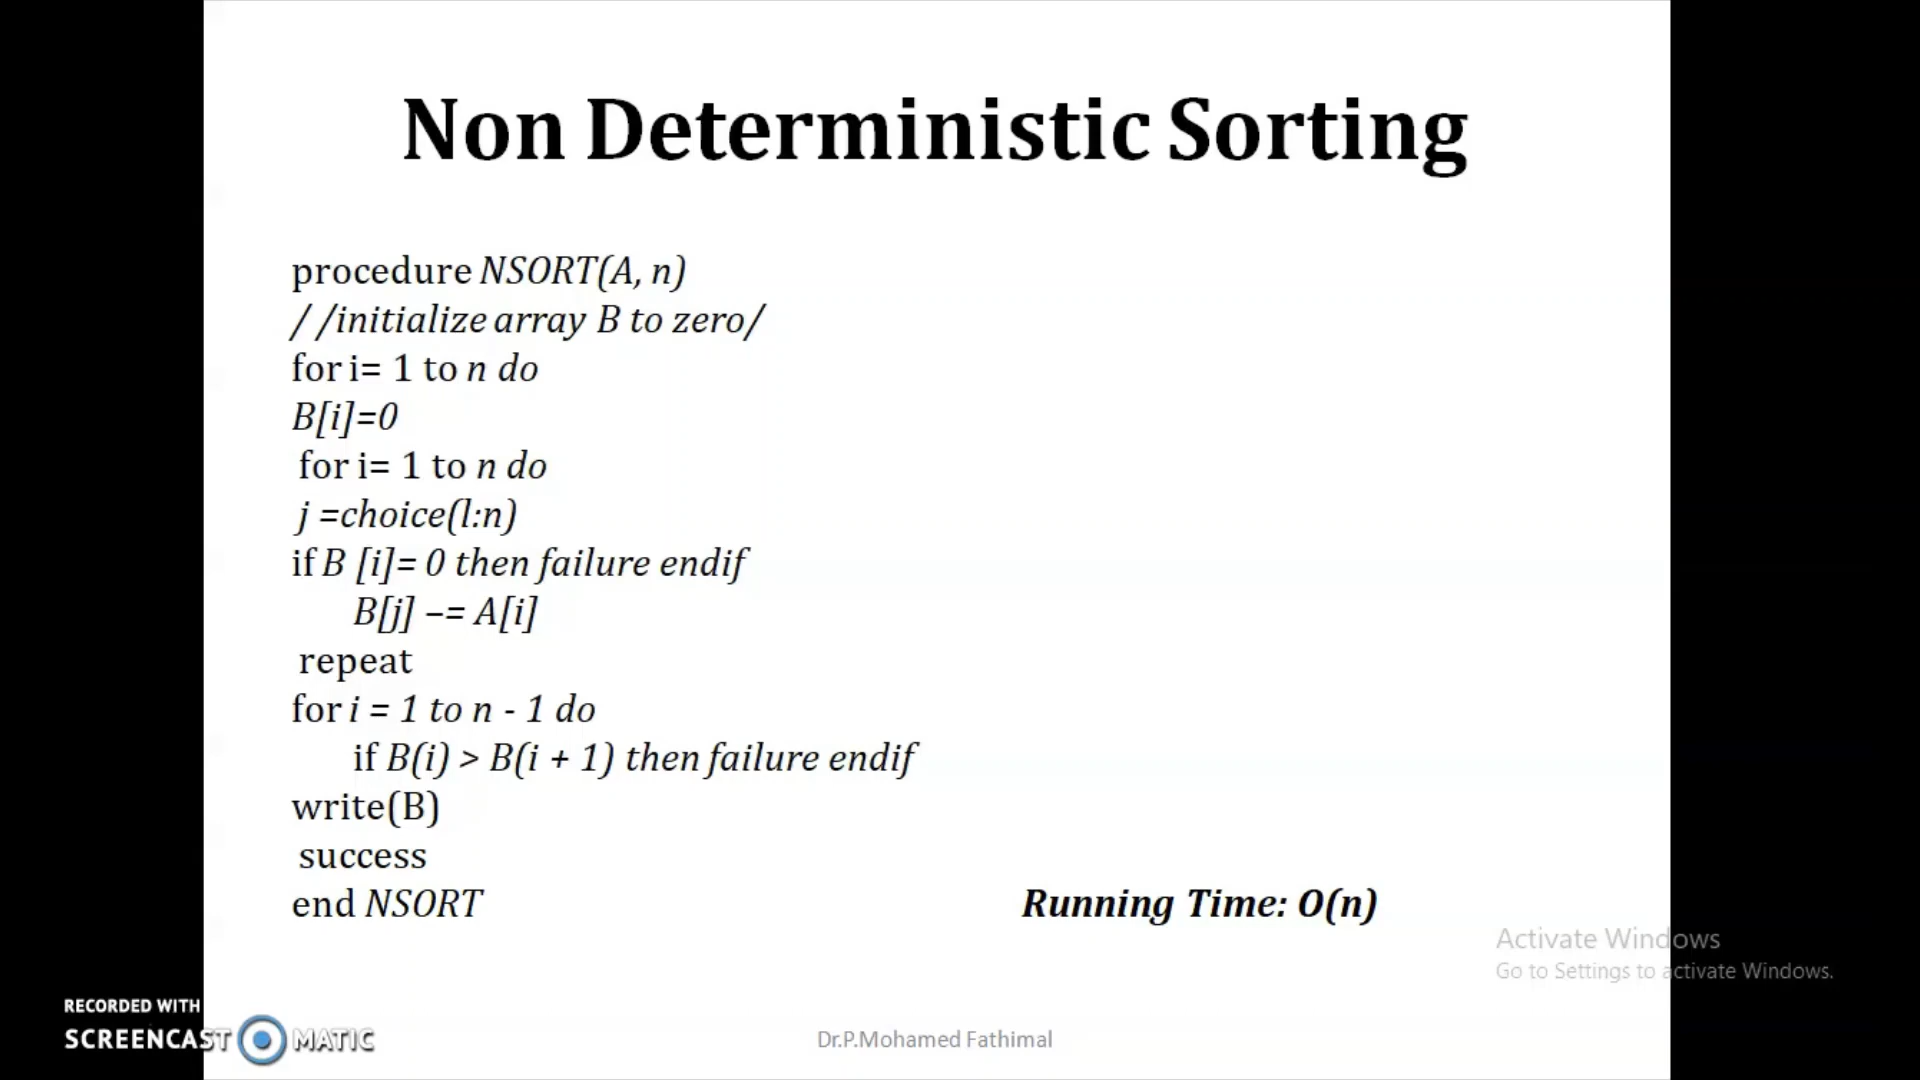 Non Deterministic Sorting
procedure NSORT(A, n)
/ /initialize array B to zero/
for i= 1 to n do
B[i]=0
for i= 1 to n do
j =choice(l:n)
if B [i]= 0 then failure endif
B[j] –= A[i]
repeat
for i = 1 to n - 1 do
if B(i) > B(i + 1) then failure endif
write(B)
success
end NSORT
Running Time: O(n)
Activate Windows
Go to Settings to activate Windows.
RECORDED WITH
SCREENCAST MATIC
Dr.P.Mohamed Fathimal